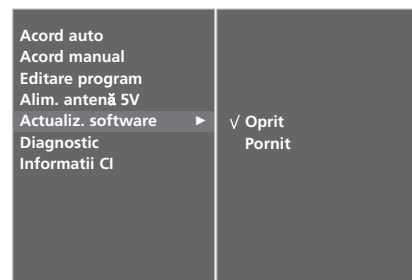 Acord auto
Acord manual
Editare program
Alim. antenă 5V
Actualiz. software ►
Diagnostic
Informatii CI
√ Oprit
Pornit